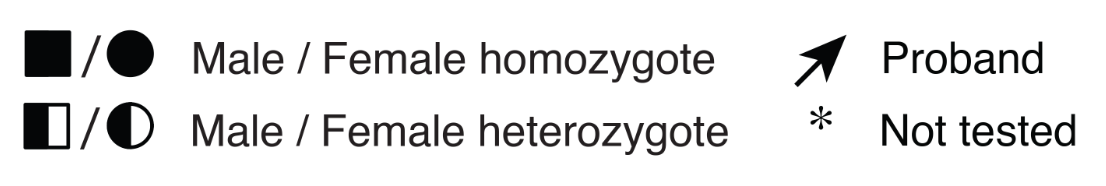 / Male / Female homozygote Proband
/ Male / Female heterozygote * Not tested